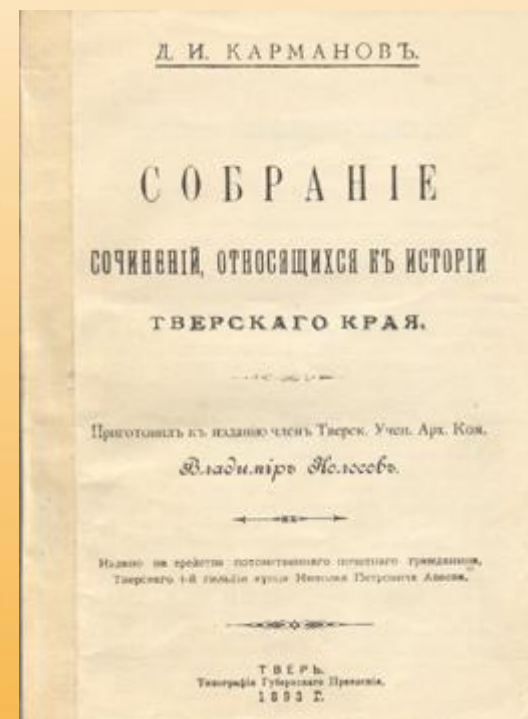 Д. И. КАРМАНОВЪ.
СОБРАНІЕ
СОЧИНЕНІЙ, ОТНОСЯЩИХСЯ КЪ ИСТОРІИ
ТВЕРСКАГО КРАЯ.
Приготовилъ къ изданію членъ Тверск. Учен. Арх. Ком.
Владиміръ Колосовъ.
Издано на средства потомственнаго почетнаго гражданина,
Тверского 1-й гильдіи купца Николая Петровича
ТВЕРЬ.
Типографія Губернскаго Правленія.
1893 Г.